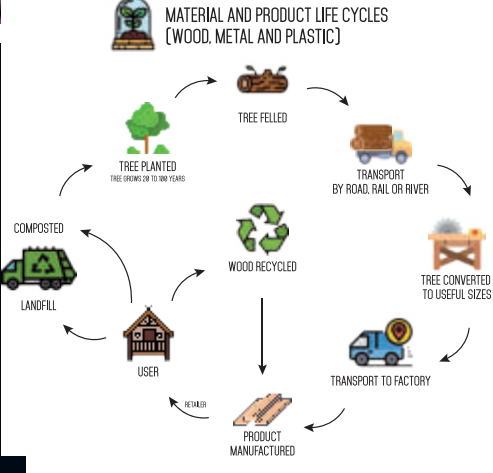 MATERIAL AND PRODUCT LIFE CYCLES
(WOOD, METAL AND PLASTIC)
TREE FELLED
TREE PLANTED
TREE GROWS 20 TO 100 YEARS
TRANSPORT
BY ROAD, RAIL OR RIVER
COMPOSTED
WOOD RECYCLED
TREE CONVERTED
TO USEFUL SIZES
LANDFILL
USER
TRANSPORT TO FACTORY
RETAILER
PRODUCT
MANUFACTURED